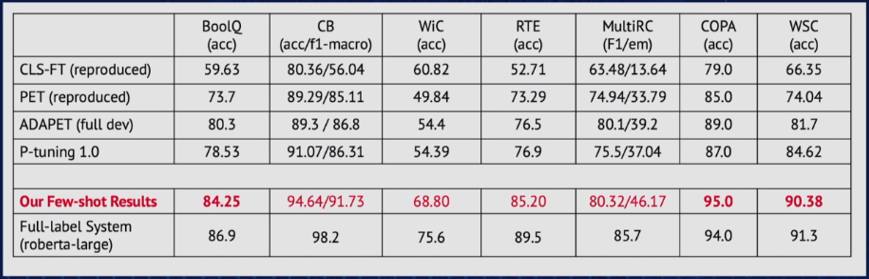 BoolQ (acc) CB (acc/f1-macro) WiC (acc) RTE (acc) MultiRC (F1/em) COPA (acc) WSC (acc)
CLS-FT (reproduced) 59.63 80.36/56.04 60.82 52.71 63.48/13.64 79.0 66.35
PET (reproduced) 73.7 89.29/85.11 49.84 73.29 74.94/33.79 85.0 74.04
ADAPET (full dev) 80.3 89.3 / 86.8 54.4 76.5 80.1/39.2 89.0 81.7
P-tuning 1.0 78.53 91.07/86.31 54.39 76.9 75.5/37.04 87.0 84.62
Our Few-shot Results 84.25 94.64/91.73 68.80 85.20 80.32/46.17 95.0 90.38
Full-label System (roberta-large) 86.9 98.2 75.6 89.5 85.7 94.0 91.3